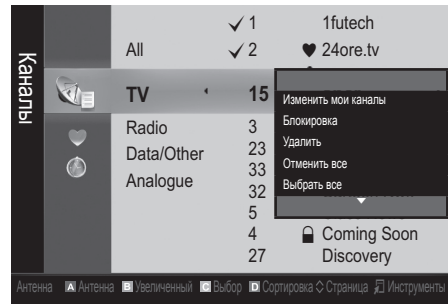 Каналы
✓ 1 1futech
All ✓ 2 ♥ 24ore.tv
TV 15
Radio 3
Data/Other 23
Analogue 33
32
5
4 Coming Soon
27 Discovery
Изменить мои каналы
Блокировка
Удалить
Отменить все
Выбрать все
Антенна A Антенна B Увеличенный C Выбор D Сортировка Страница Инструменты